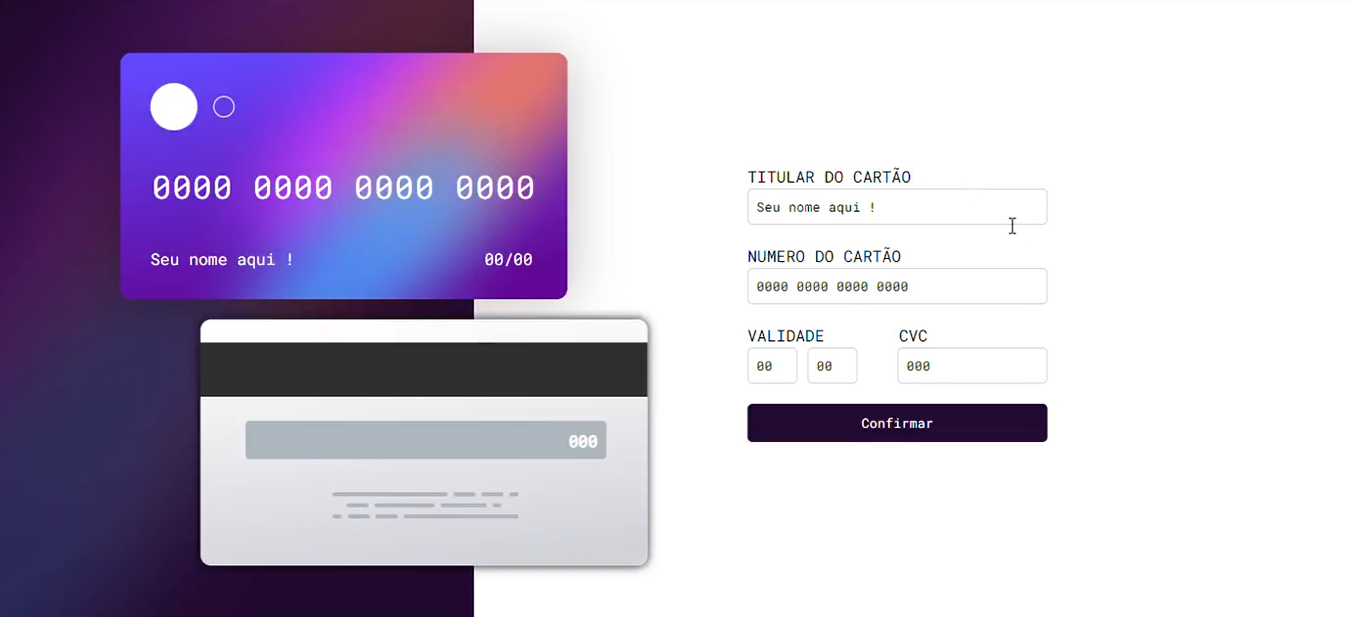 0000 0000 0000 0000
Seu nome aqui ! 00/00
000
TITULAR DO CARTÃO
Seu nome aqui !
NUMERO DO CARTÃO
0000 0000 0000 0000
VALIDADE CVC
00 00 000
Confirmar